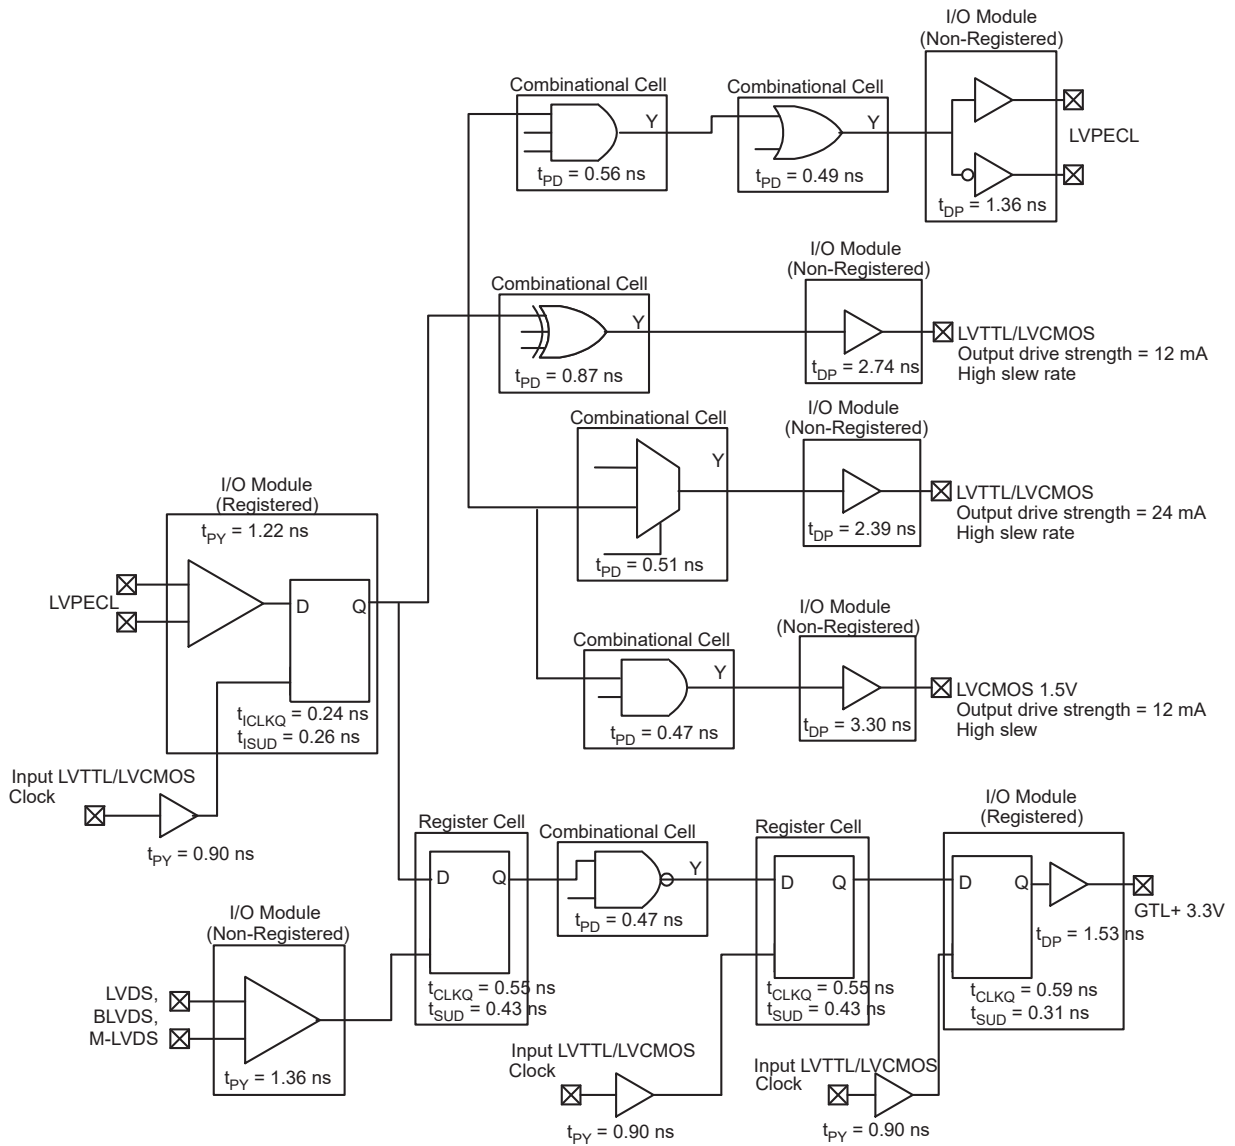 I/O Module
(Non-Registered)
Combinational Cell
Y
tPD = 0.56 ns
Combinational Cell
Y
tPD = 0.49 ns
LVPECL
tDP = 1.36 ns
Combinational Cell
Y
tPD = 0.87 ns
I/O Module
(Non-Registered)
tDP = 2.74 ns
LVTTL/LVCMOS
Output drive strength = 12 mA
High slew rate
Combinational Cell
Y
tPD = 0.51 ns
I/O Module
(Non-Registered)
tDP = 2.39 ns
LVTTL/LVCMOS
Output drive strength = 24 mA
High slew rate
I/O Module
(Registered)
tPY = 1.22 ns
LVPECL
D
Q
tICLKQ = 0.24 ns
tISUD = 0.26 ns
Input LVTTL/LVCMOS
Clock
tPY = 0.90 ns
Combinational Cell
Y
tPD = 0.47 ns
I/O Module
(Non-Registered)
tDP = 3.30 ns
LVCMOS 1.5V
Output drive strength = 12 mA
High slew
Register Cell
D
Q
tCLKQ = 0.55 ns
tSUD = 0.43 ns
Combinational Cell
Y
tPD = 0.47 ns
Register Cell
D
Q
tCLKQ = 0.55 ns
tSUD = 0.43 ns
I/O Module
(Registered)
D
Q
tDP = 1.53 ns
tCLKQ = 0.59 ns
tSUD = 0.31 ns
GTL+ 3.3V
I/O Module
(Non-Registered)
LVDS,
BLVDS,
M-LVDS
tPY = 1.36 ns
Input LVTTL/LVCMOS
Clock
tPY = 0.90 ns
Input LVTTL/LVCMOS
Clock
tPY = 0.90 ns